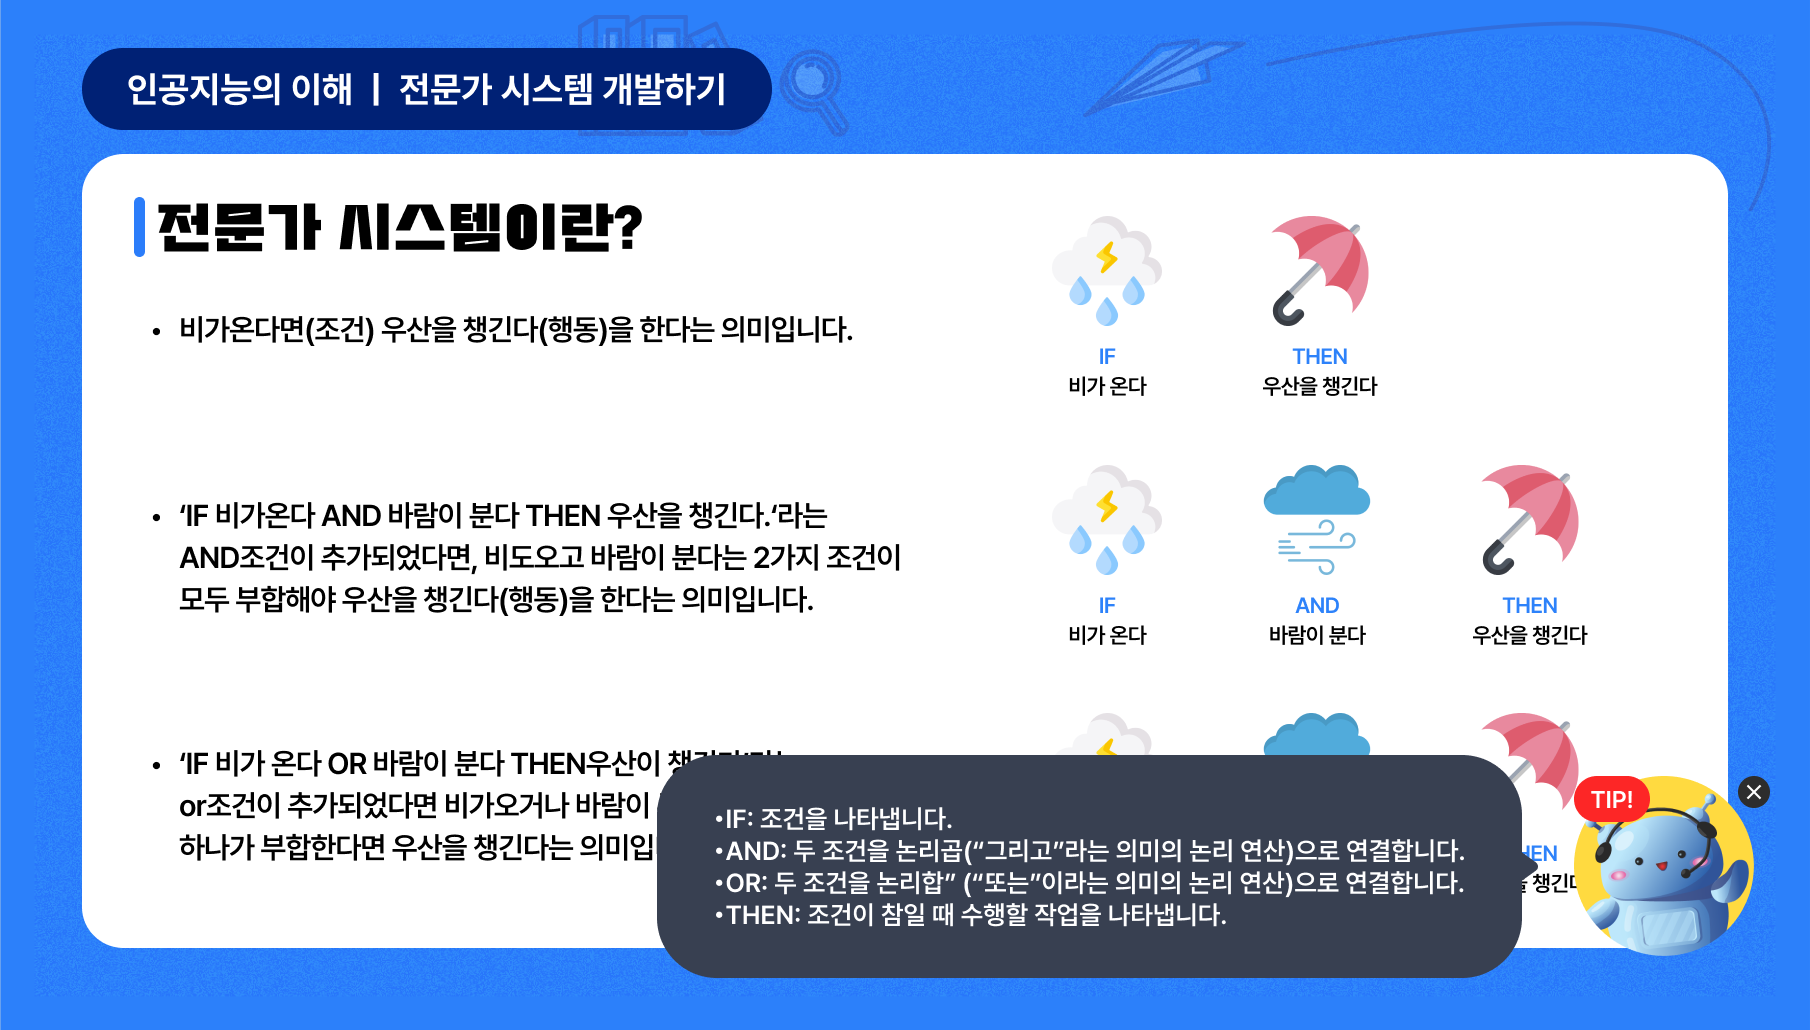 인공지능의 이해 | 전문가 시스템 개발하기
전문가 시스템이란?
• 비가온다면(조건) 우산을 챙긴다(행동)을 한다는 의미입니다.
IF
비가 온다
THEN
우산을 챙긴다
• ‘IF 비가온다 AND 바람이 분다 THEN 우산을 챙긴다.‘라는
AND조건이 추가되었다면, 비도오고 바람이 분다는 2가지 조건이
모두 부합해야 우산을 챙긴다(행동)을 한다는 의미입니다.
IF
비가 온다
AND
바람이 분다
THEN
우산을 챙긴다
• ‘IF 비가 온다 OR 바람이 분다 THEN우산이
or조건이 추가되었다면 비가오거나 바람이
하나가 부합한다면 우산을 챙긴다는 의미입
•IF: 조건을 나타냅니다.
•AND: 두 조건을 논리곱(“그리고”라는 의미의 논리 연산)으로 연결합니다.
•OR: 두 조건을 논리합” (“또는”이라는 의미의 논리 연산)으로 연결합니다.
•THEN: 조건이 참일 때 수행할 작업을 나타냅니다.
TIP!